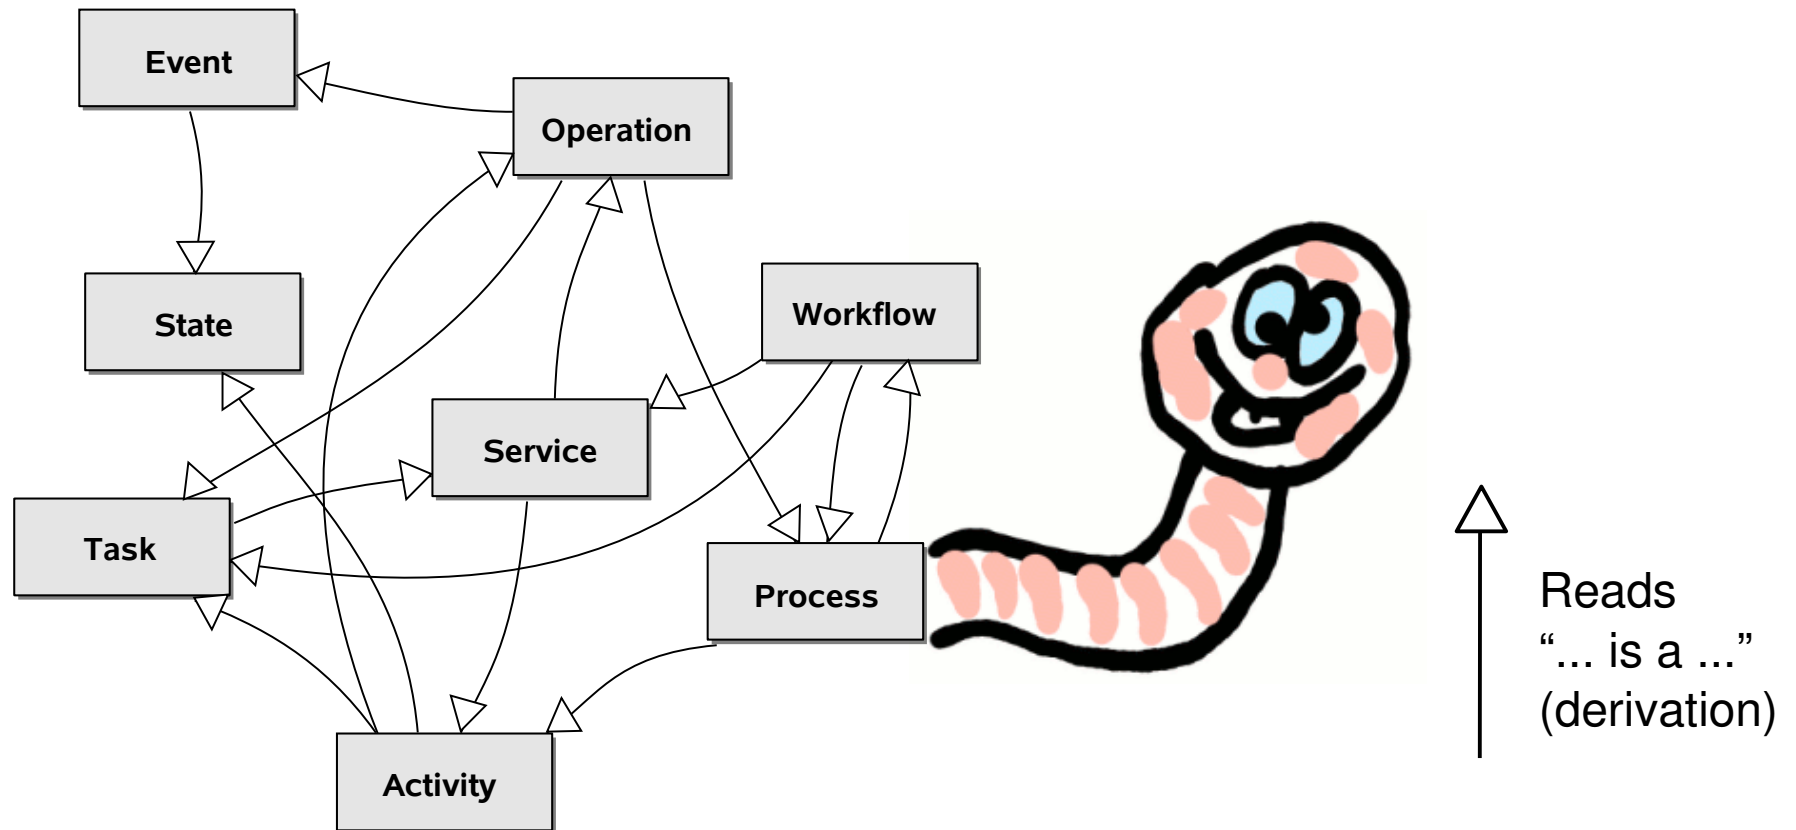 Event
Operation
State
Workflow
Service
Task
Process
Activity
Reads
“... is a ...”
(derivation)